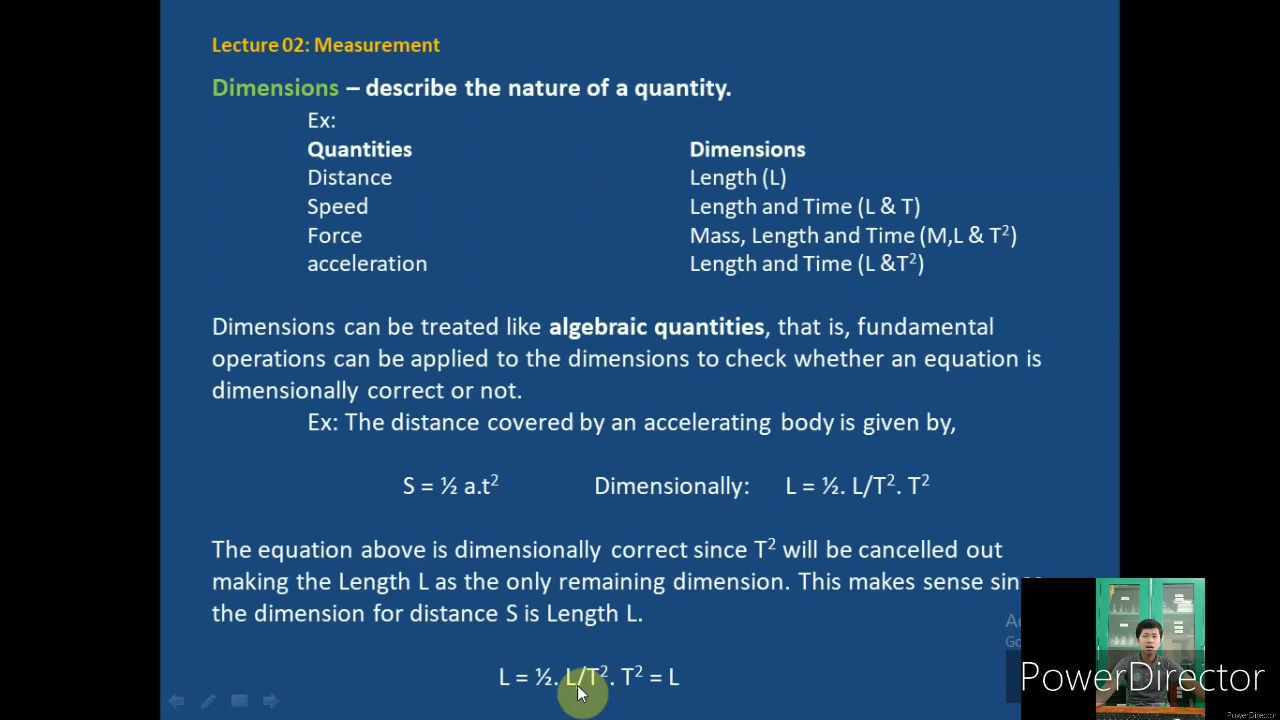 Lecture 02: Measurement
Dimensions – describe the nature of a quantity.
Ex:
Quantities Dimensions
Distance Length (L)
Speed Length and Time (L & T)
Force Mass, Length and Time (M,L & T²)
acceleration Length and Time (L &T²)
Dimensions can be treated like algebraic quantities, that is, fundamental
operations can be applied to the dimensions to check whether an equation is
dimensionally correct or not.
Ex: The distance covered by an accelerating body is given by,
S = ½ a.t² Dimensionally: L = ½. L/T². T²
The equation above is dimensionally correct since T² will be cancelled out
making the Length L as the only remaining dimension. This makes sense since
the dimension for distance S is Length L.
L = ½. L/T². T² = L
PowerDirector